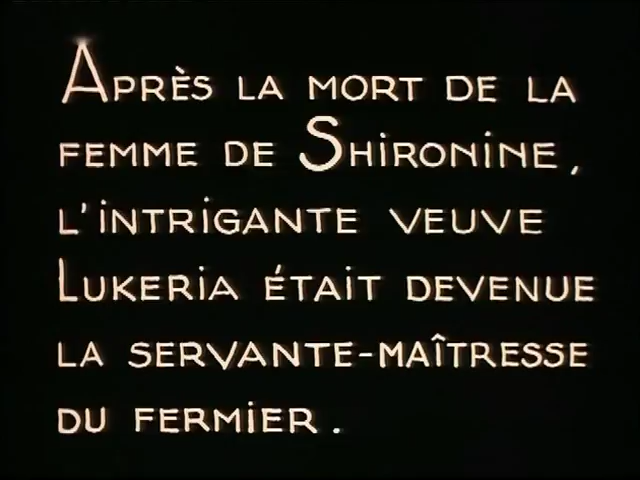 APRÈS LA MORT DE LA
FEMME DE SHIRONINE,
L'INTRIGANTE VEUVE
LUKERIA ÉTAIT DEVENUE
LA SERVANTE-MAÎTRESSE
DU FERMIER.